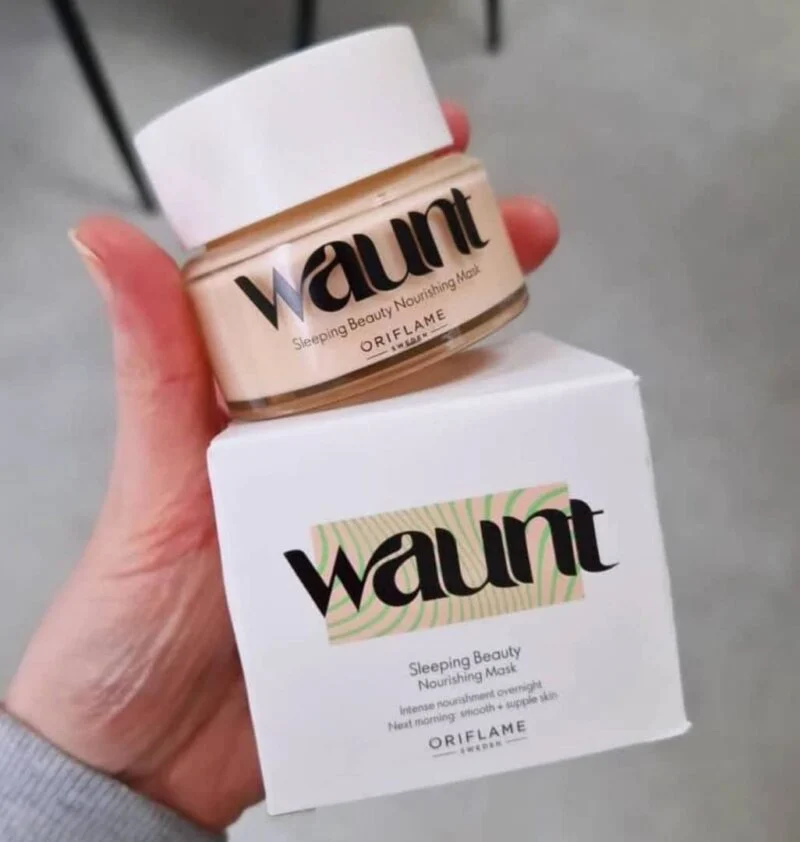 waunt
Sleeping Beauty Nourishing Mask
ORIFLAME
SWEDEN
waunt
Sleeping Beauty
Nourishing Mask
Intense nourishment overnight
Next morning: smooth + supple skin
ORIFLAME
SWEDEN